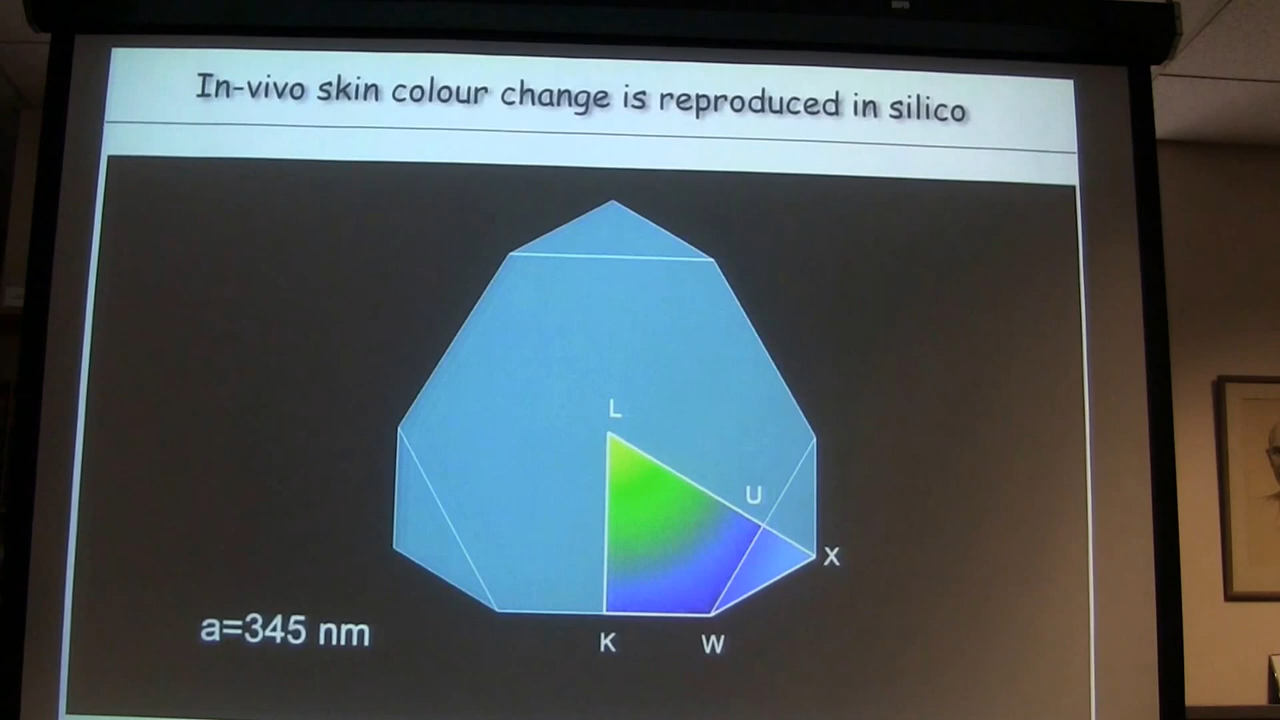 In-vivo skin colour change is reproduced in silico
L
U
X
a=345 nm
K
W